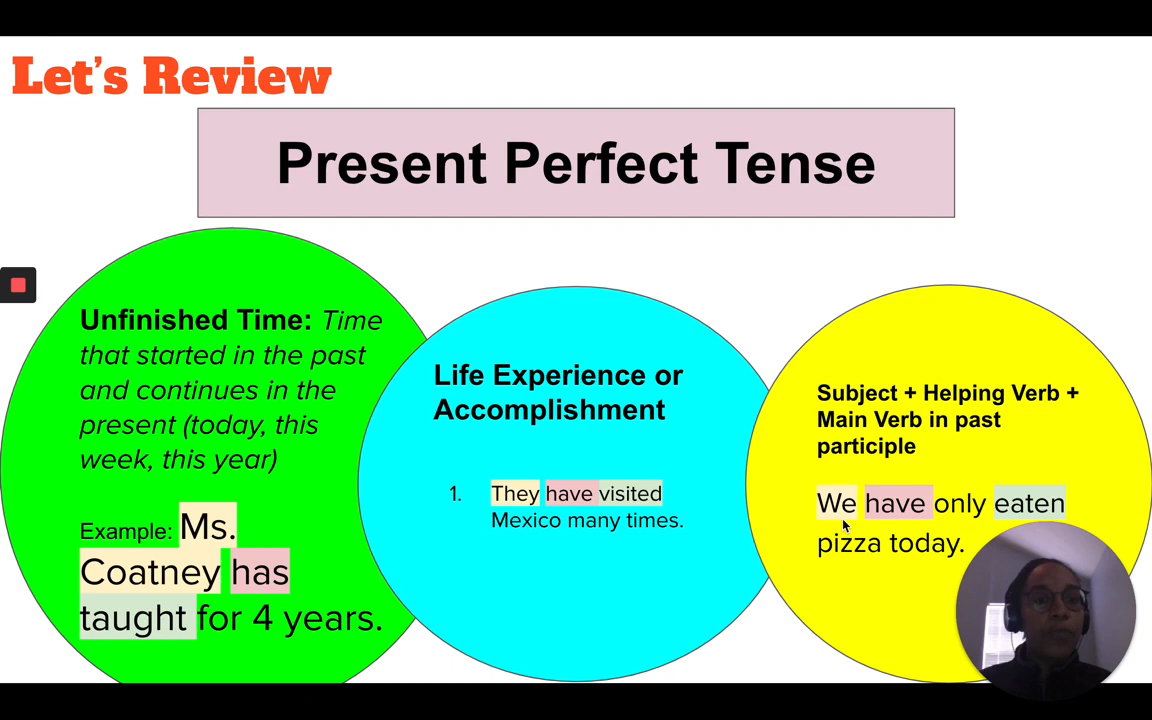 Let's Review
Present Perfect Tense
Unfinished Time: Time
that started in the past
and continues in the
present (today, this
week, this year)
Example: Ms.
Coatney has
taught for 4 years.
Life Experience or
Accomplishment
1. They have visited
Mexico many times.
Subject + Helping Verb +
Main Verb in past
participle
We have only eaten
pizza today.